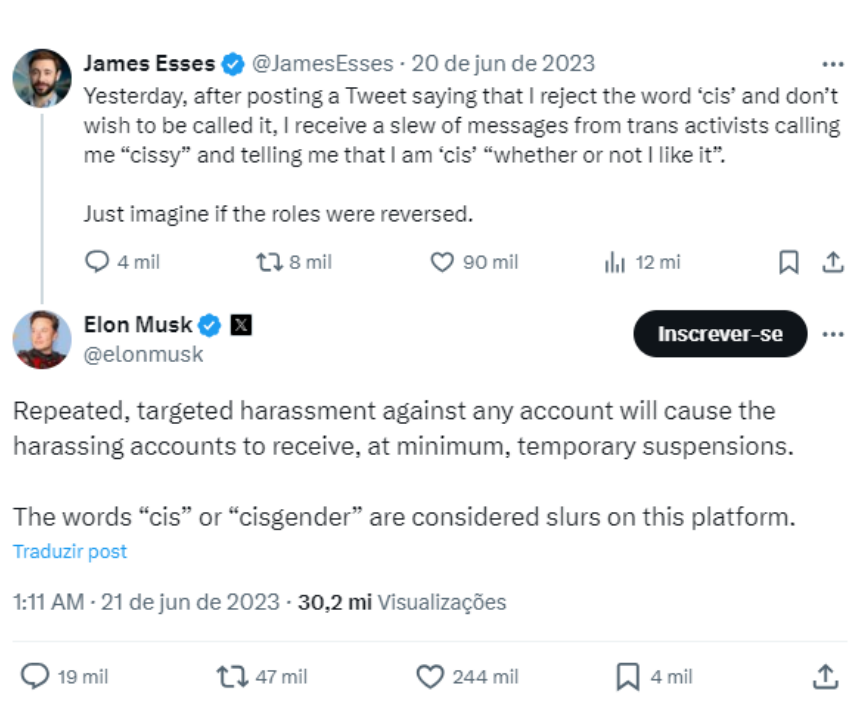 James Esses @JamesEsses · 20 de jun de 2023
Yesterday, after posting a Tweet saying that I reject the word ‘cis’ and don’t
wish to be called it, I receive a slew of messages from trans activists calling
me “cissy” and telling me that I am ‘cis’ “whether or not I like it”.
Just imagine if the roles were reversed.
4 mil 8 mil 90 mil 12 mi
Elon Musk X
@elonmusk
Inscrever-se
Repeated, targeted harassment against any account will cause the
harassing accounts to receive, at minimum, temporary suspensions.
The words “cis” or “cisgender” are considered slurs on this platform.
Traduzir post
1:11 AM · 21 de jun de 2023 · 30,2 mi Visualizações
19 mil 47 mil 244 mil 4 mil